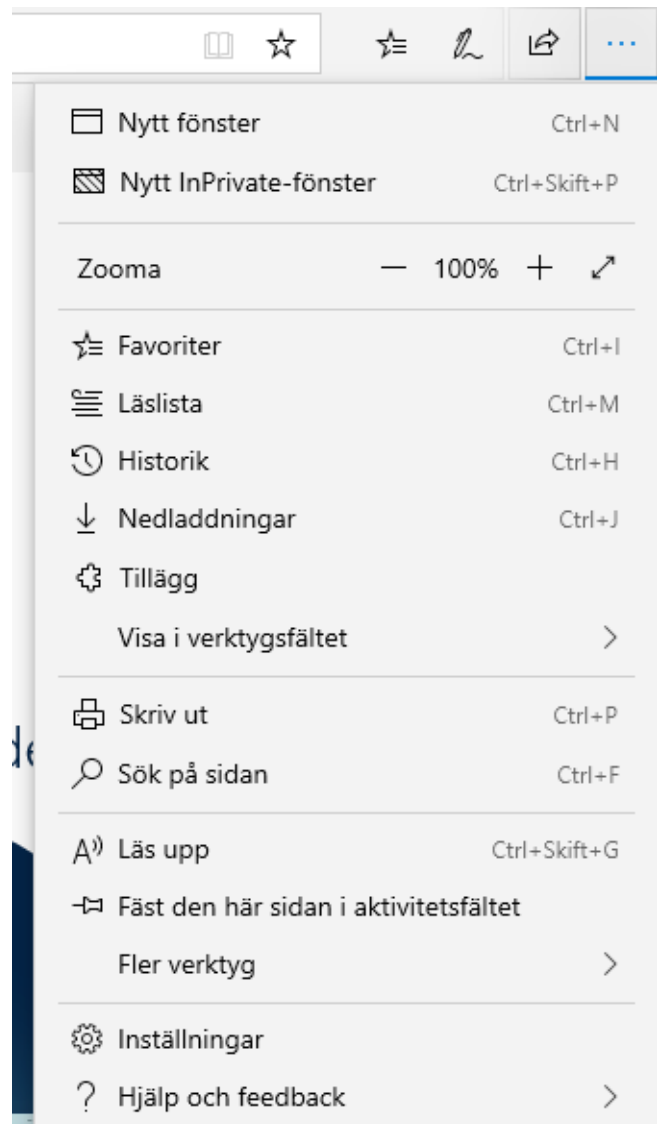 Nytt fönster Ctrl+N
Nytt InPrivate-fönster Ctrl+Skift+P
Zooma — 100% +
Favoriter Ctrl+I
Läslista Ctrl+M
Historik Ctrl+H
Nedladdningar Ctrl+J
Tillägg
Visa i verktygsfältet
Skriv ut Ctrl+P
de
Sök på sidan Ctrl+F
Läs upp Ctrl+Skift+G
Fäst den här sidan i aktivitetsfältet
Fler verktyg
Inställningar
Hjälp och feedback